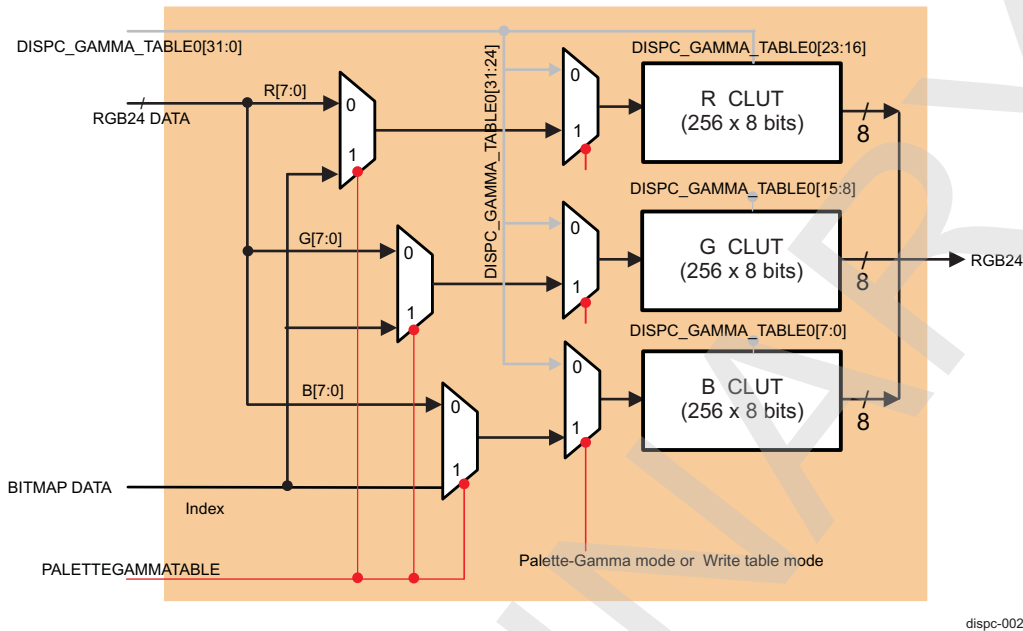 DISPC_GAMMA_TABLE0[31:0]
DISPC_GAMMA_TABLE0[23:16]
R[7:0]
RGB24 DATA
0
1
DISPC_GAMMA_TABLE0[31:24]
0
1
R CLUT
(256 x 8 bits)
8
DISPC_GAMMA_TABLE0[15:8]
G[7:0]
0
1
0
1
G CLUT
(256 x 8 bits)
8
RGB24
DISPC_GAMMA_TABLE0[7:0]
B[7:0]
0
1
0
1
B CLUT
(256 x 8 bits)
8
BITMAP DATA
Index
PALETTEGAMMATABLE
Palette-Gamma mode or Write table mode
dispc-002